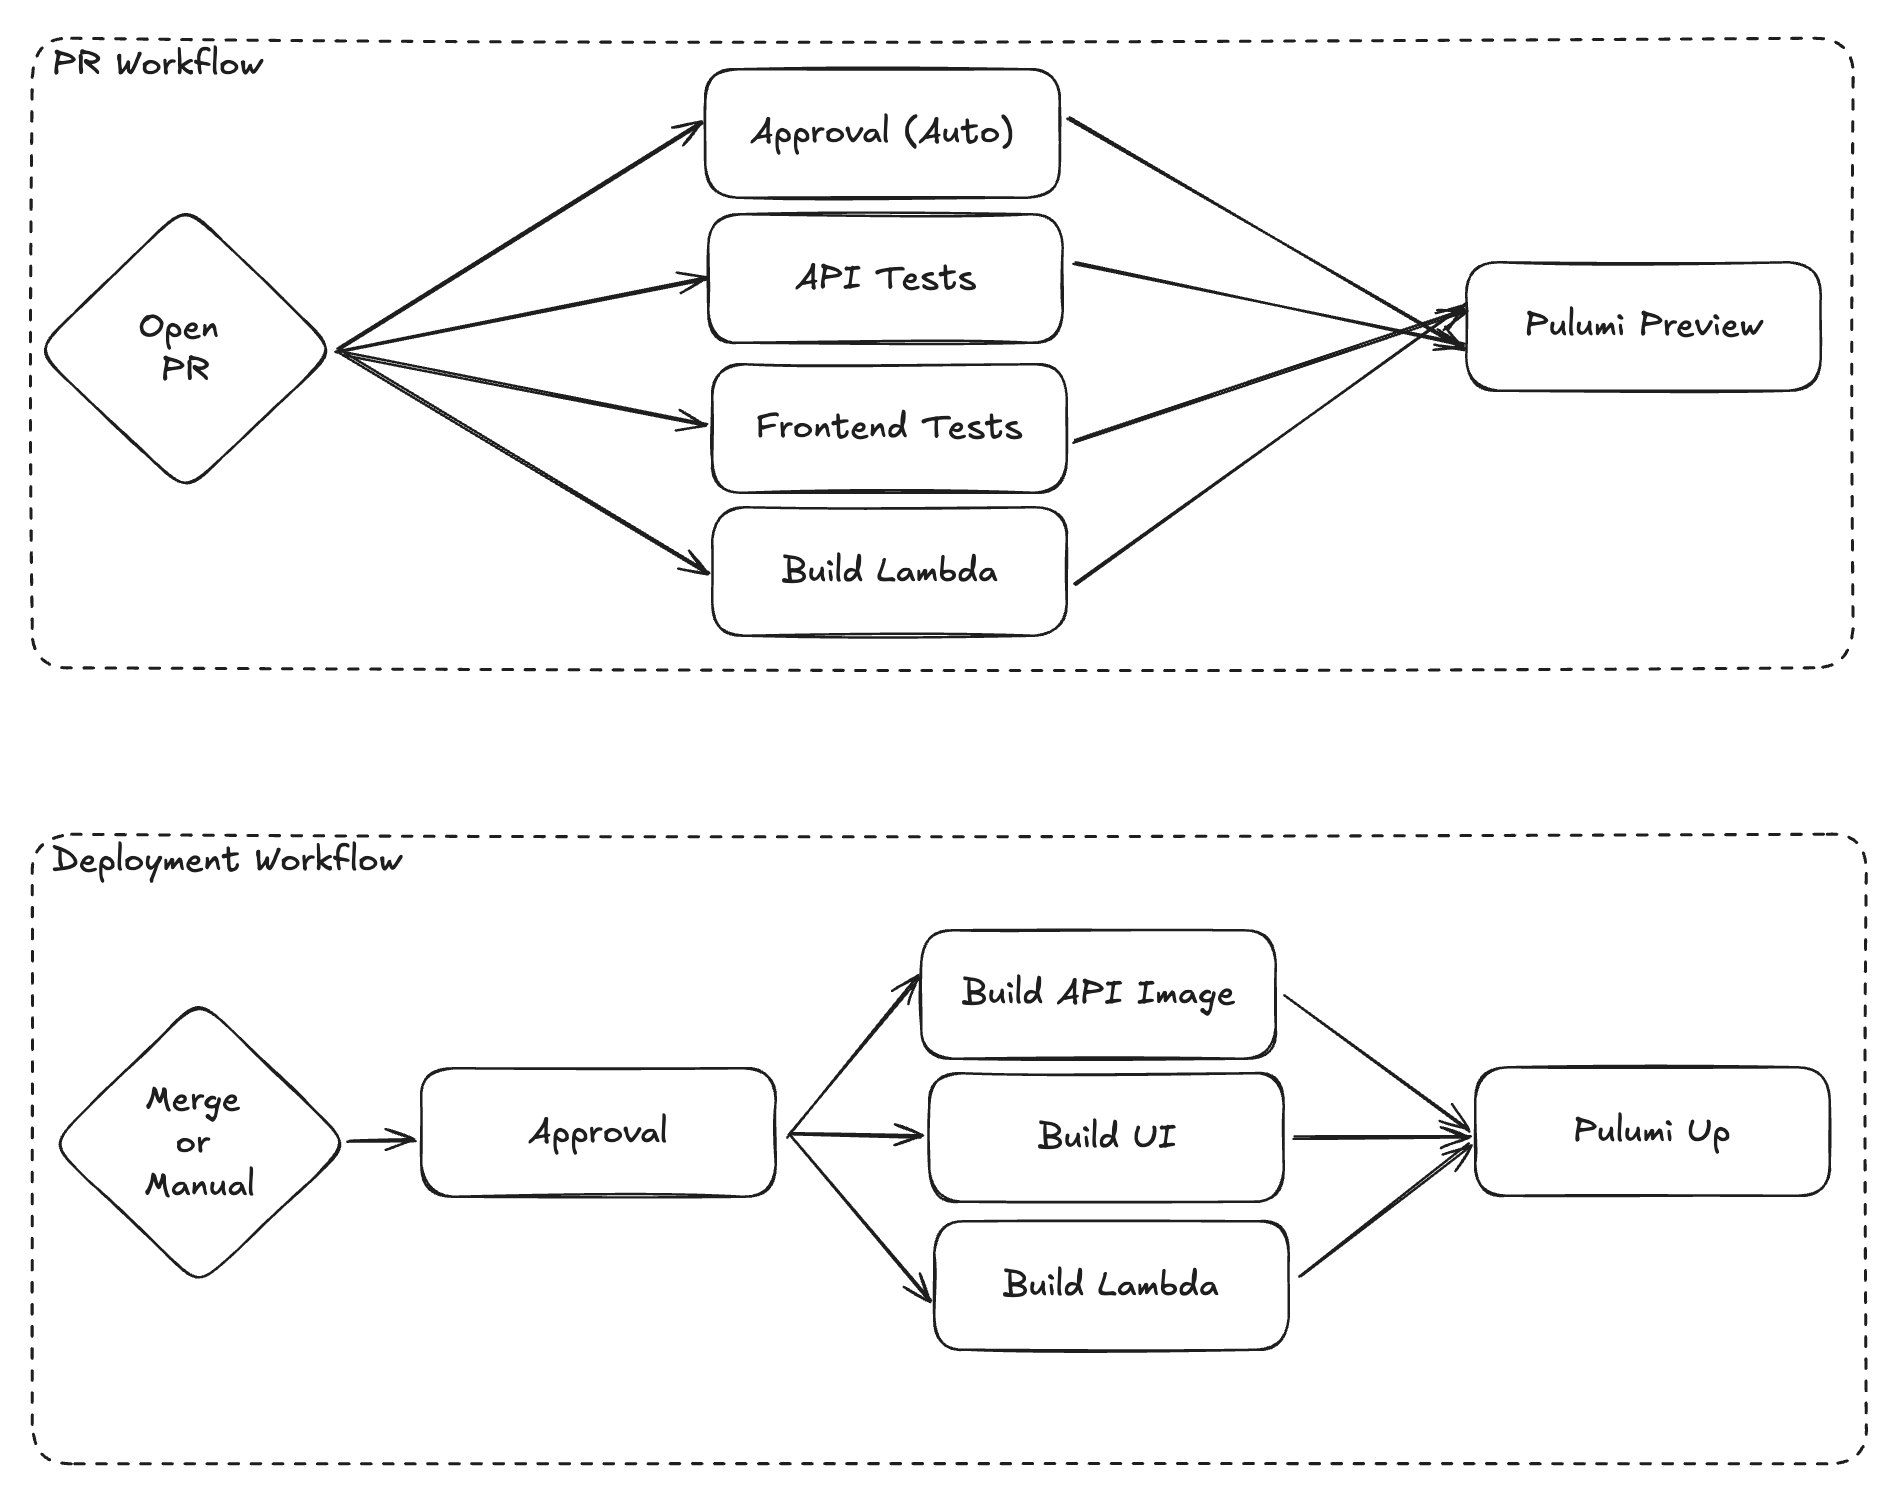 PR Workflow
Approval (Auto)
API Tests
Open
PR
Pulumi Preview
Frontend Tests
Build Lambda
Deployment Workflow
Build API Image
Merge
or
Manual
Approval
Build UI
Pulumi Up
Build Lambda